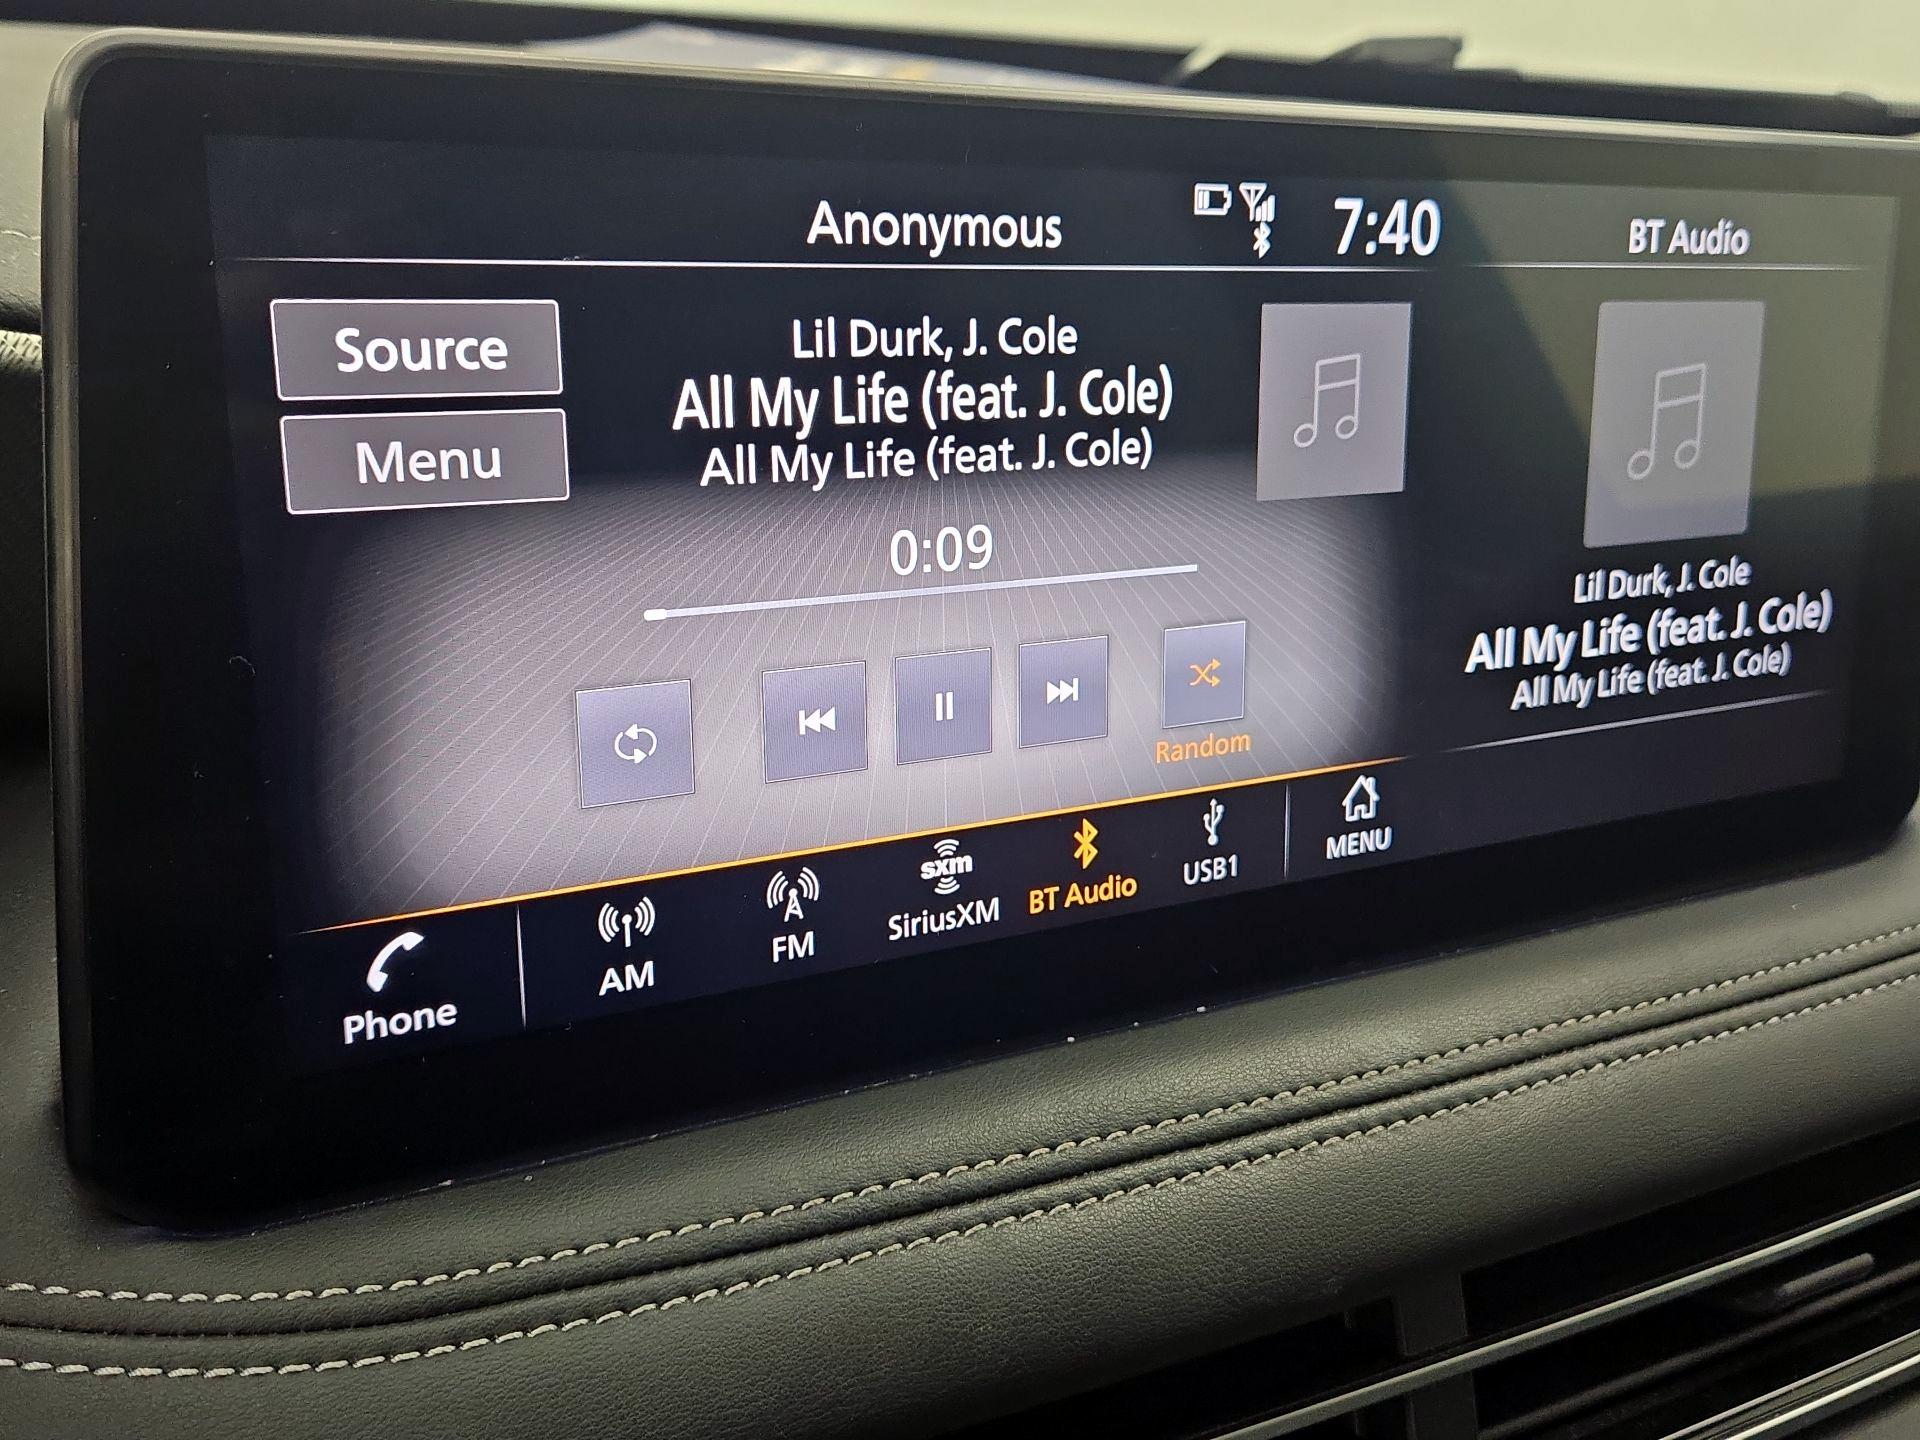 Anonymous
7:40
BT Audio
Source
Menu
Lil Durk, J. Cole
All My Life (feat. J. Cole)
All My Life (feat. J. Cole)
0:09
Random
Lil Durk, J. Cole
All My Life (feat. J. Cole)
All My Life (feat. J. Cole)
Phone
AM
FM
sxm
SiriusXM
BT Audio
USB1
MENU